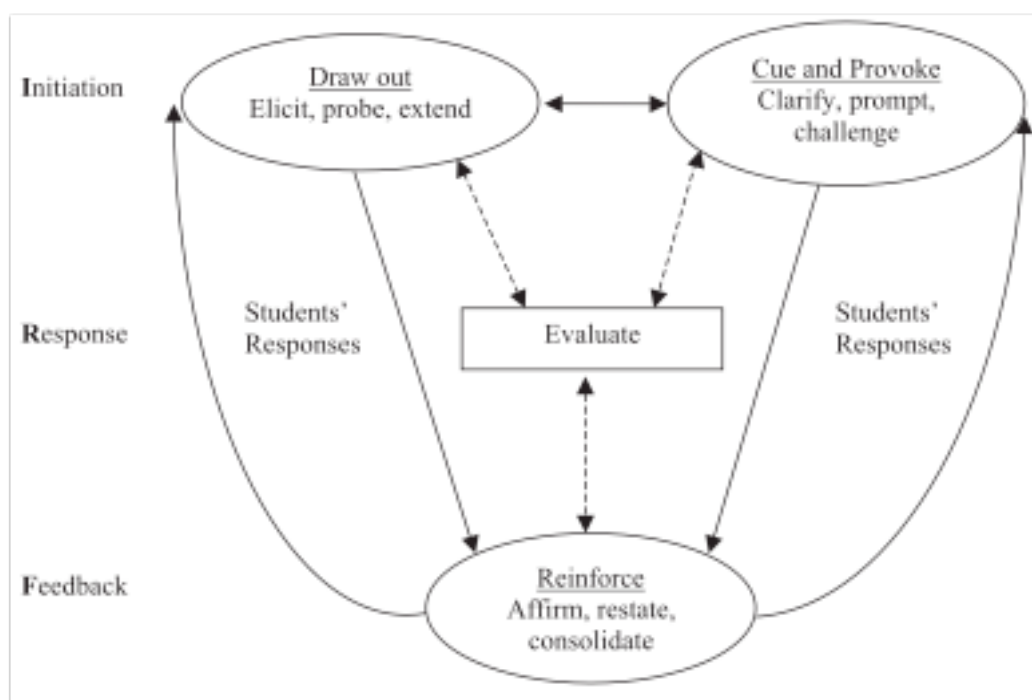 Initiation
Draw out
Elicit, probe, extend
Cue and Provoke
Clarify, prompt,
challenge
Response
Students’
Responses
Evaluate
Students’
Responses
Feedback
Reinforce
Affirm, restate,
consolidate